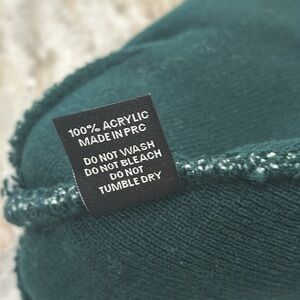 100% ACRYLIC
MADE IN PRC
DO NOT WASH
DO NOT BLEACH
DO NOT
TUMBLE DRY